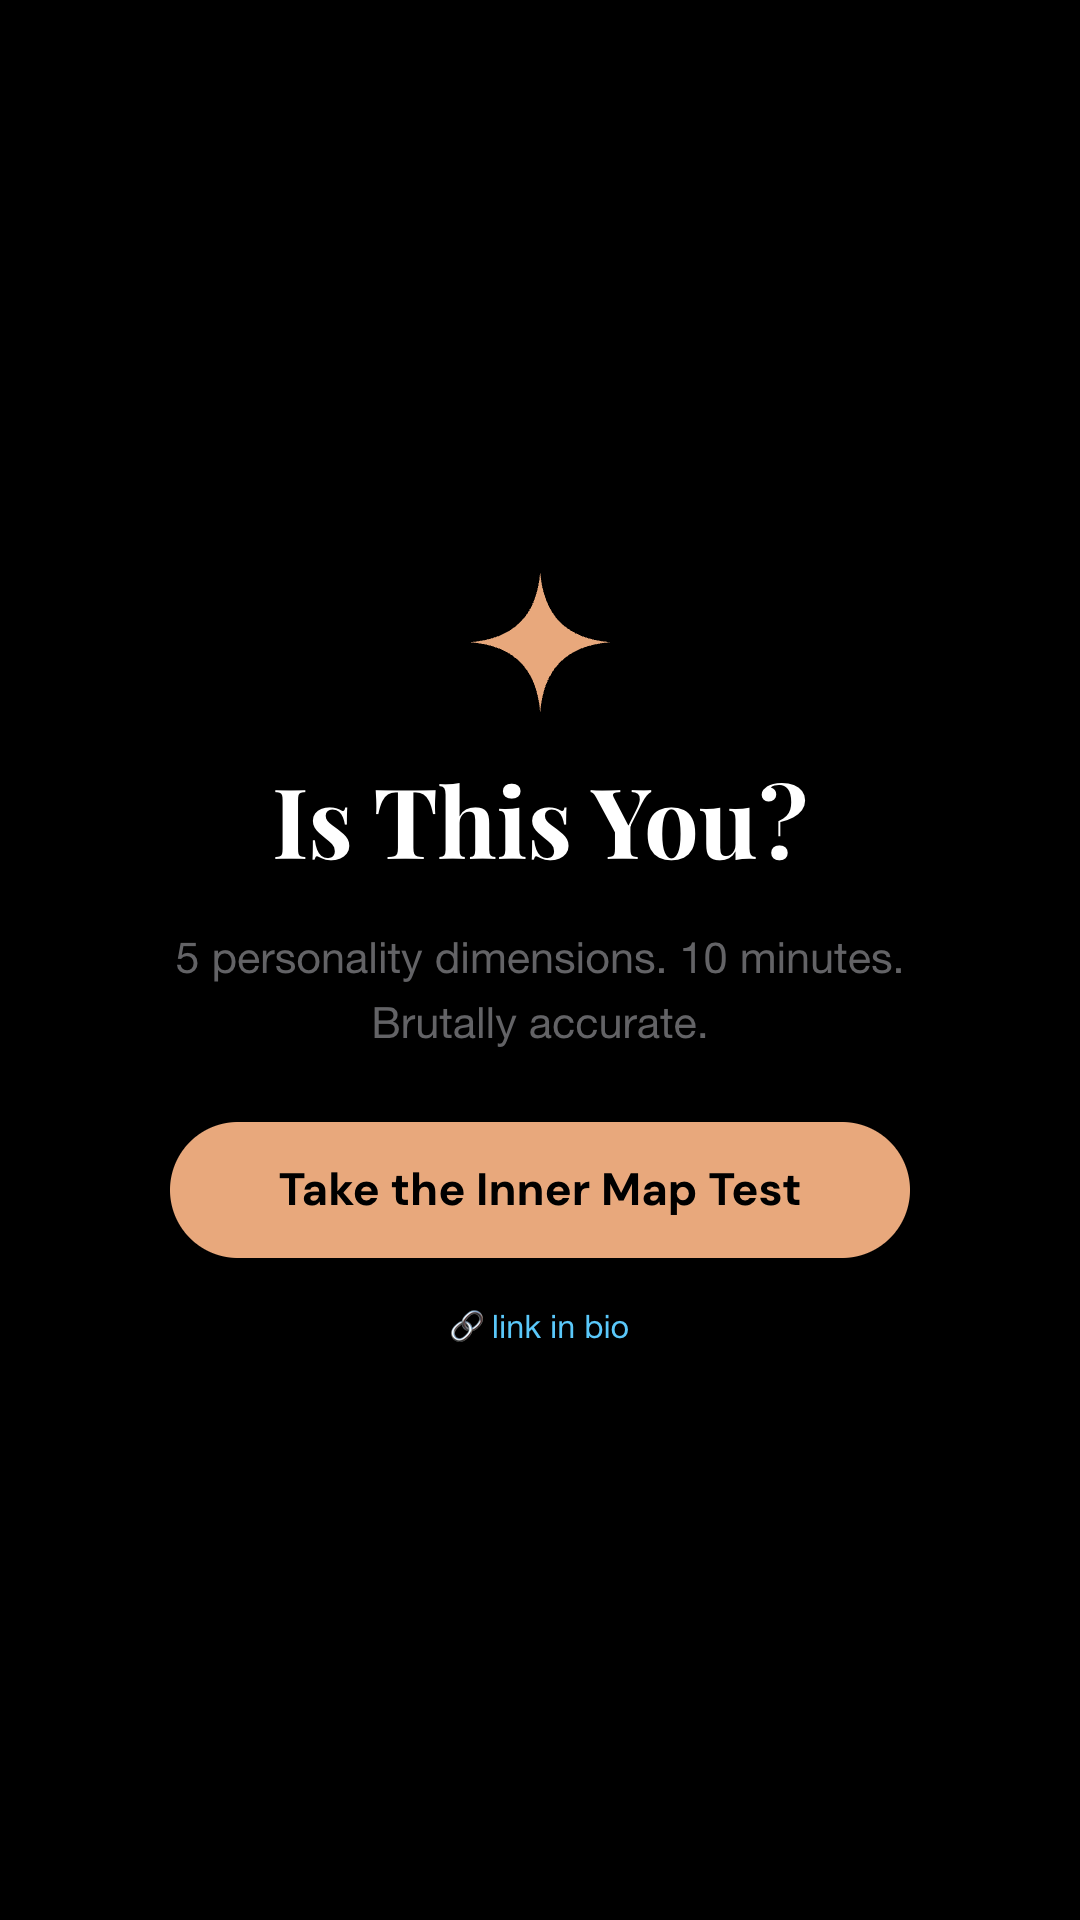 Is This You?
5 personality dimensions. 10 minutes.
Brutally accurate.
Take the Inner Map Test
🔗 link in bio